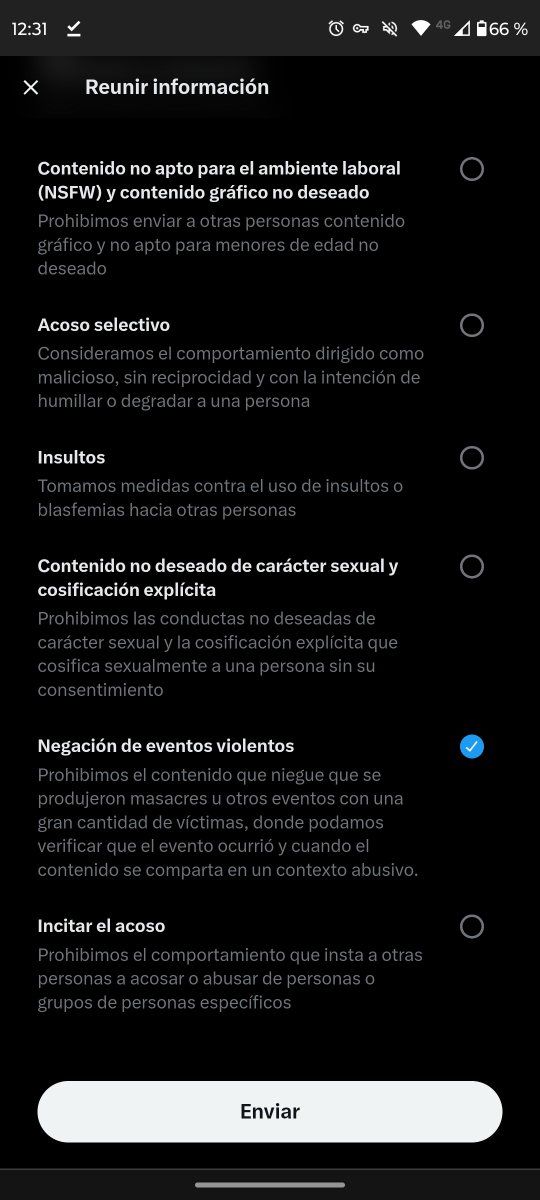 12:31
4G
66 %
Reunir información
Contenido no apto para el ambiente laboral
(NSFW) y contenido gráfico no deseado
Prohibimos enviar a otras personas contenido
gráfico y no apto para menores de edad no
deseado
Acoso selectivo
Consideramos el comportamiento dirigido como
malicioso, sin reciprocidad y con la intención de
humillar o degradar a una persona
Insultos
Tomamos medidas contra el uso de insultos o
blasfemias hacia otras personas
Contenido no deseado de carácter sexual y
cosificación explícita
Prohibimos las conductas no deseadas de
carácter sexual y la cosificación explícita que
cosifica sexualmente a una persona sin su
consentimiento
Negación de eventos violentos
Prohibimos el contenido que niegue que se
produjeron masacres u otros eventos con una
gran cantidad de víctimas, donde podamos
verificar que el evento ocurrió y cuando el
contenido se comparta en un contexto abusivo.
Incitar el acoso
Prohibimos el comportamiento que insta a otras
personas a acosar o abusar de personas o
grupos de personas específicos
Enviar